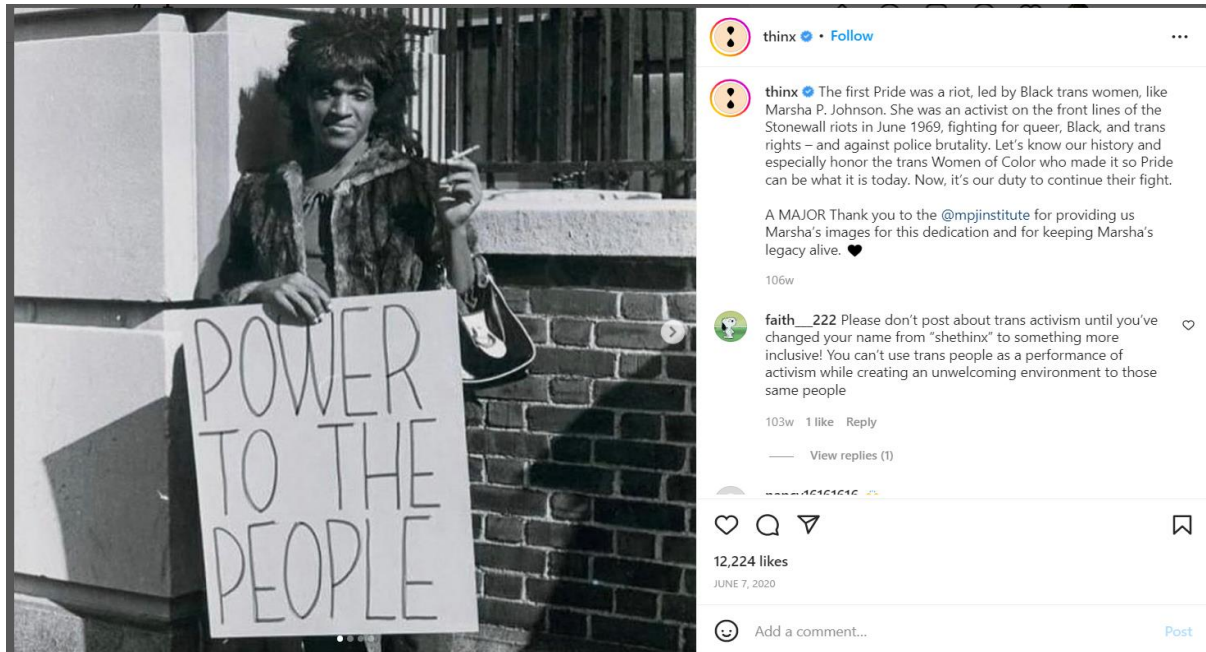 POWER
TO THE
PEOPLE
thinx • Follow
thinx The first Pride was a riot, led by Black trans women, like
Marsha P. Johnson. She was an activist on the front lines of the
Stonewall riots in June 1969, fighting for queer, Black, and trans
rights – and against police brutality. Let's know our history and
especially honor the trans Women of Color who made it so Pride
can be what it is today. Now, it's our duty to continue their fight.
A MAJOR Thank you to the @mpjinstitute for providing us
Marsha's images for this dedication and for keeping Marsha's
legacy alive. 🖤
106w
faith___222 Please don't post about trans activism until you've
changed your name from "shethinx" to something more
inclusive! You can't use trans people as a performance of
activism while creating an unwelcoming environment to those
same people
103w 1 like Reply
View replies (1)
12,224 likes
JUNE 7, 2020
Add a comment...
Post